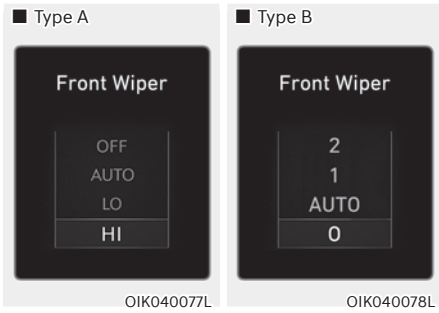 ■ Type A
Front Wiper
OFF
AUTO
LO
HI
OIK040077L
■ Type B
Front Wiper
2
1
AUTO
0
OIK040078L